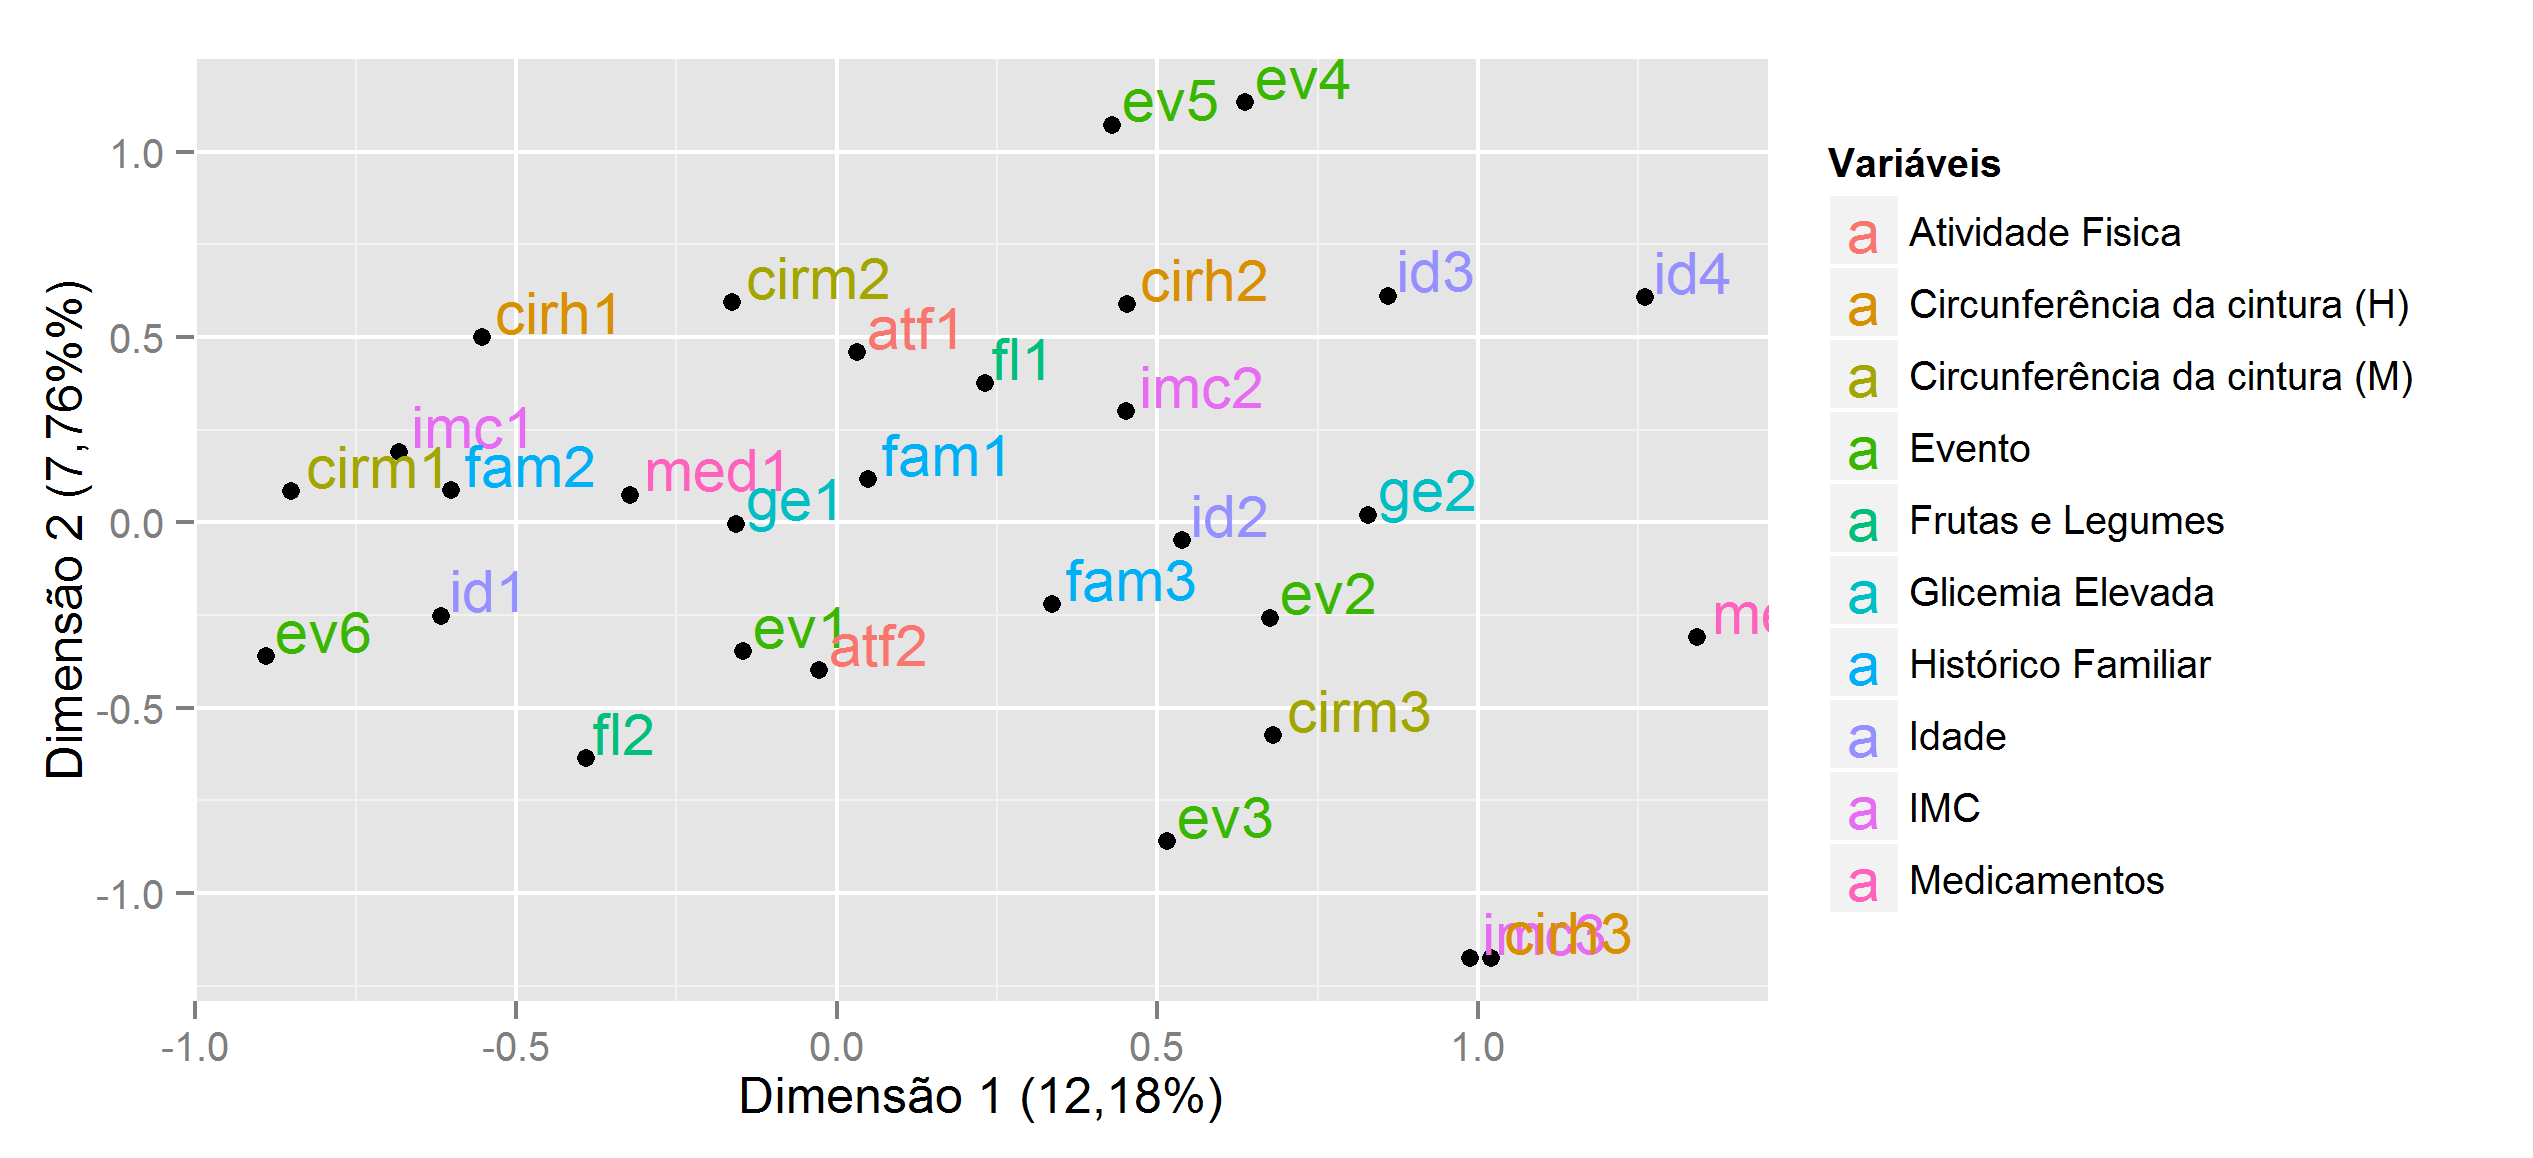 ev4
ev5
1.0
id3
id4
cirm2
cirh2
cirh1
atf1
0.5
fl1
imc2
imc1
fam1
cirm1
fam2
med1
ge1
ge2
id2
0.0
fam3
id1
ev2
me
ev6
ev1
atf2
-0.5
cirm3
fl2
ev3
-1.0
imc3
cirh3
-1.0
-0.5
0.0
0.5
1.0
Dimensão 1 (12,18%)
Dimensão 2 (7,76%%)
Variáveis
a Atividade Fisica
a Circunferência da cintura (H)
a Circunferência da cintura (M)
a Evento
a Frutas e Legumes
a Glicemia Elevada
a Histórico Familiar
a Idade
a IMC
a Medicamentos